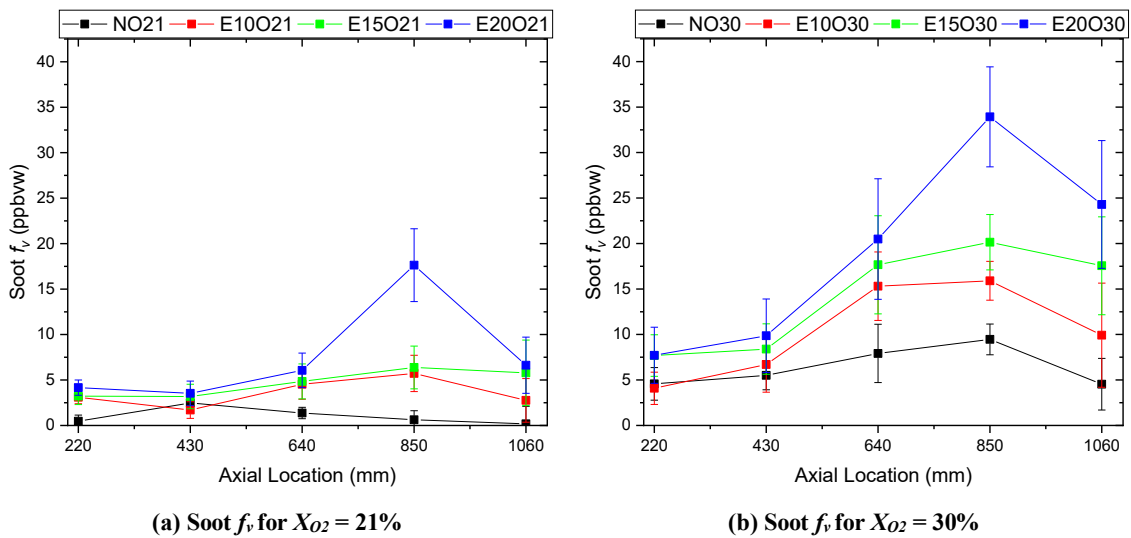 NO21 E10O21 E15O21 E20O21
40
35
30
25
20
15
10
5
0
Soot fv (ppbvw)
220 430 640 850 1060
Axial Location (mm)
(a) Soot fv for XO2 = 21%
NO30 E10O30 E15O30 E20O30
40
35
30
25
20
15
10
5
0
Soot fv (ppbvw)
220 430 640 850 1060
Axial Location (mm)
(b) Soot fv for XO2 = 30%